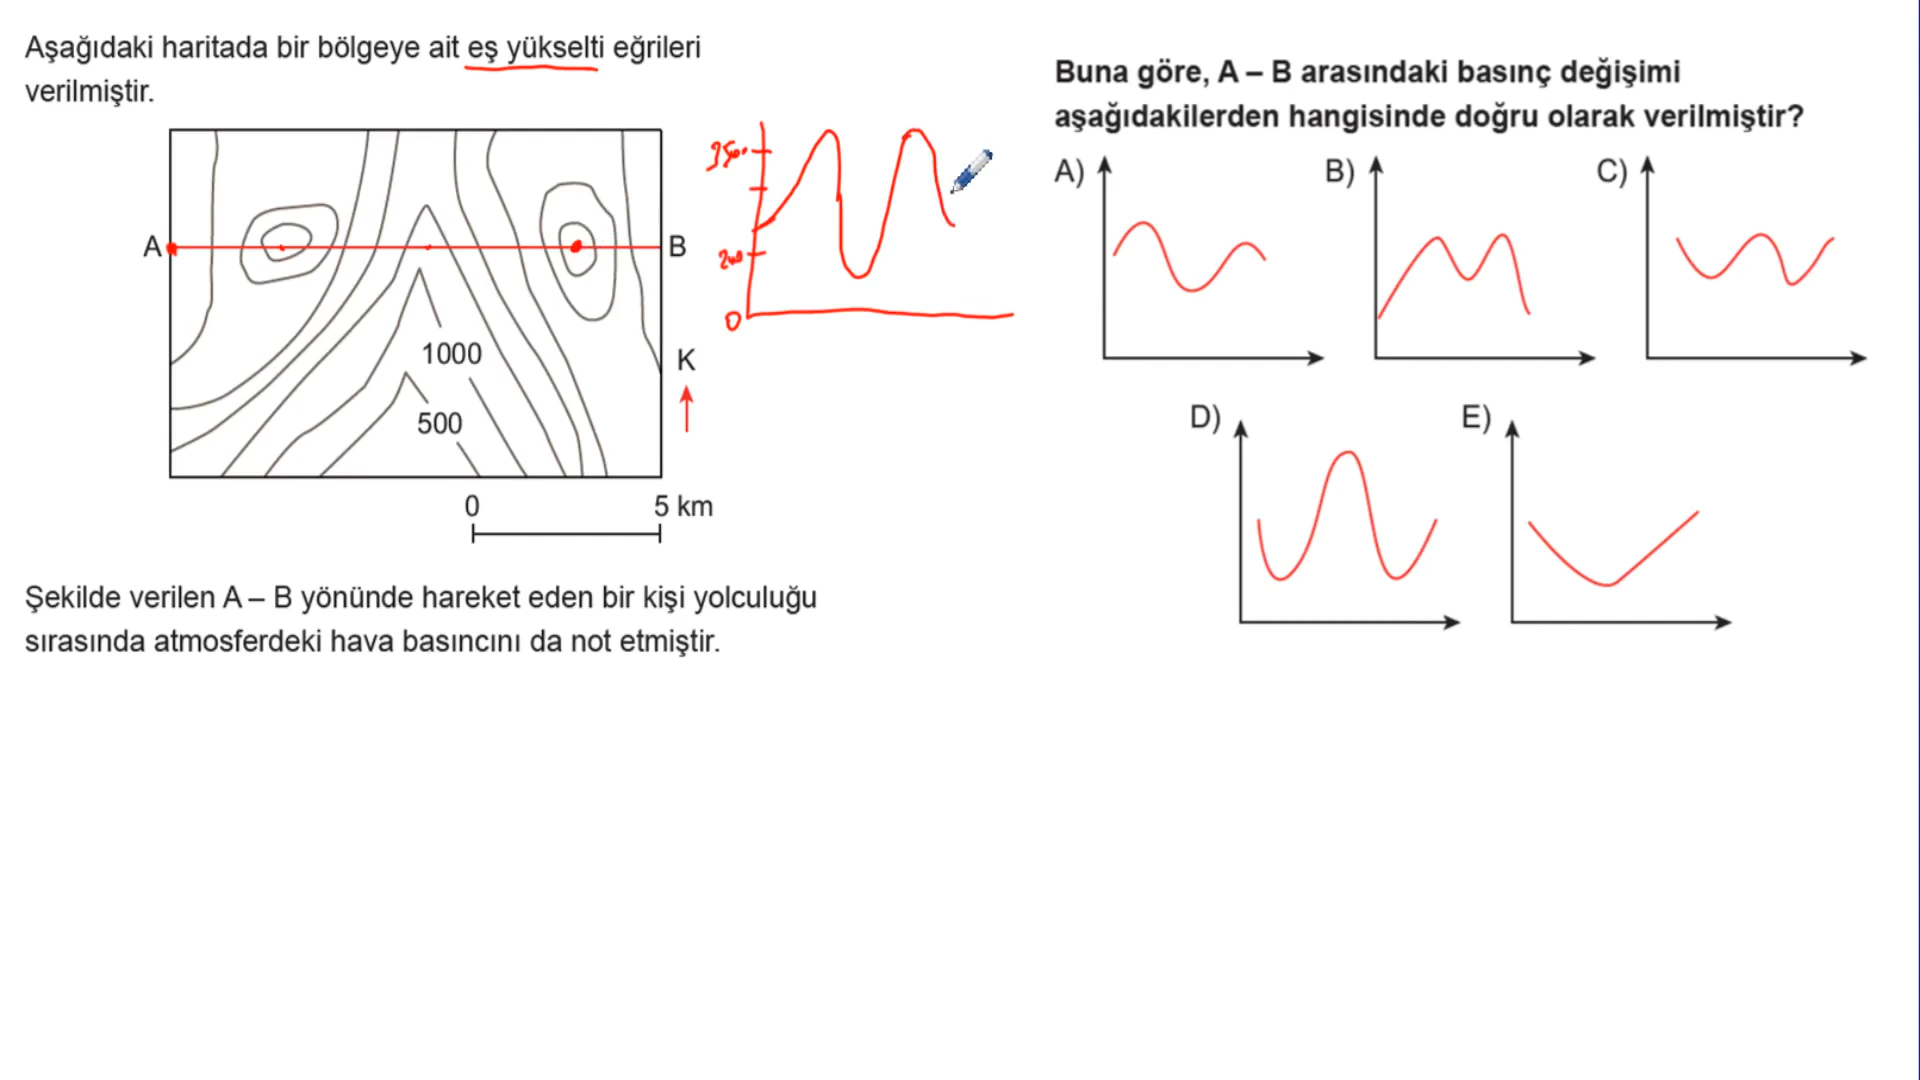 Aşağıdaki haritada bir bölgeye ait eş yükselti eğrileri
verilmiştir.
A
B
1000
500
K
0
5 km
3500
0
Şekilde verilen A – B yönünde hareket eden bir kişi yolculuğu
sırasında atmosferdeki hava basıncını da not etmiştir.
Buna göre, A – B arasındaki basınç değişimi
aşağıdakilerden hangisinde doğru olarak verilmiştir?
A)
B)
C)
D)
E)